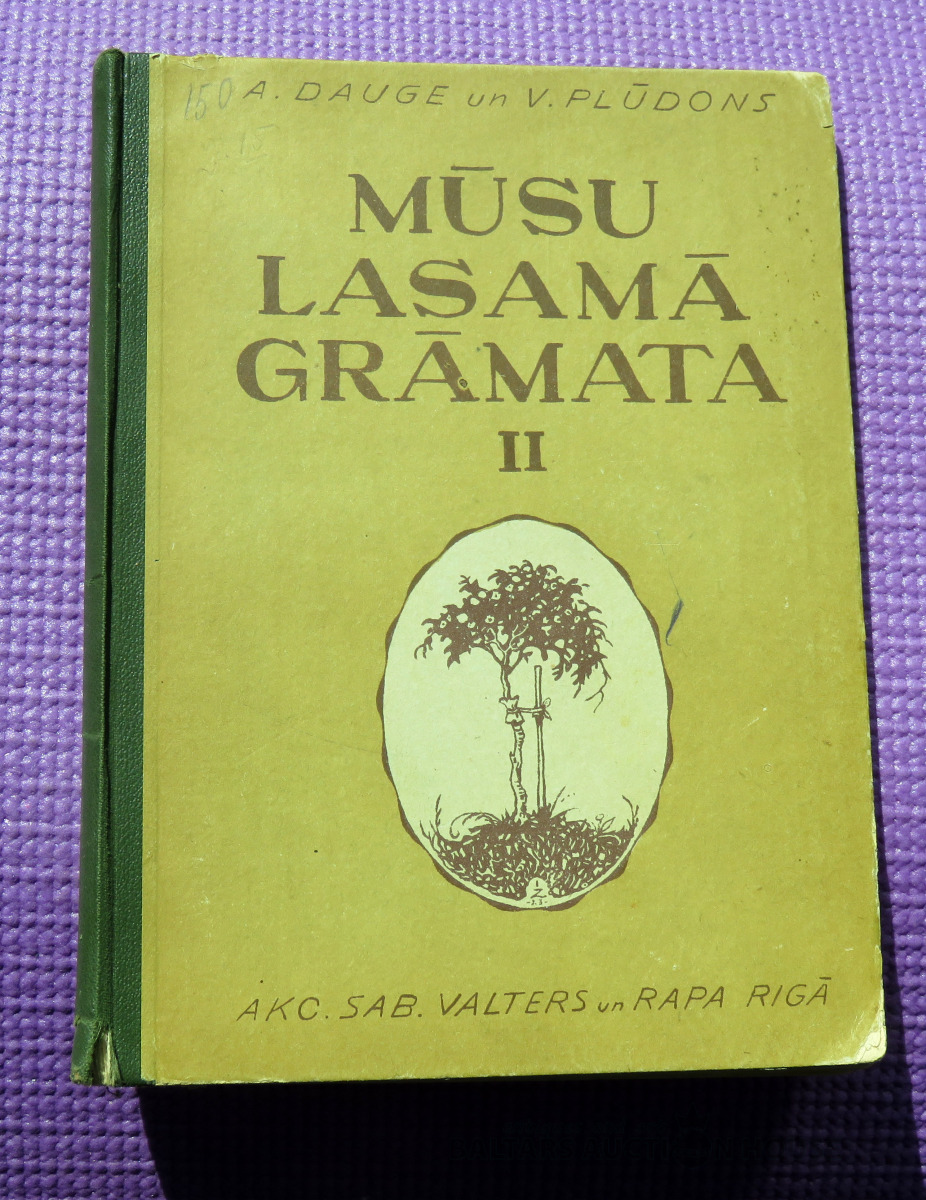 150 A. DAUGE un V. PLŪDONS
MŪSU
LASAMĀ
GRĀMATA
II
AKC. SAB. VALTERS un RAPA RIGĀ